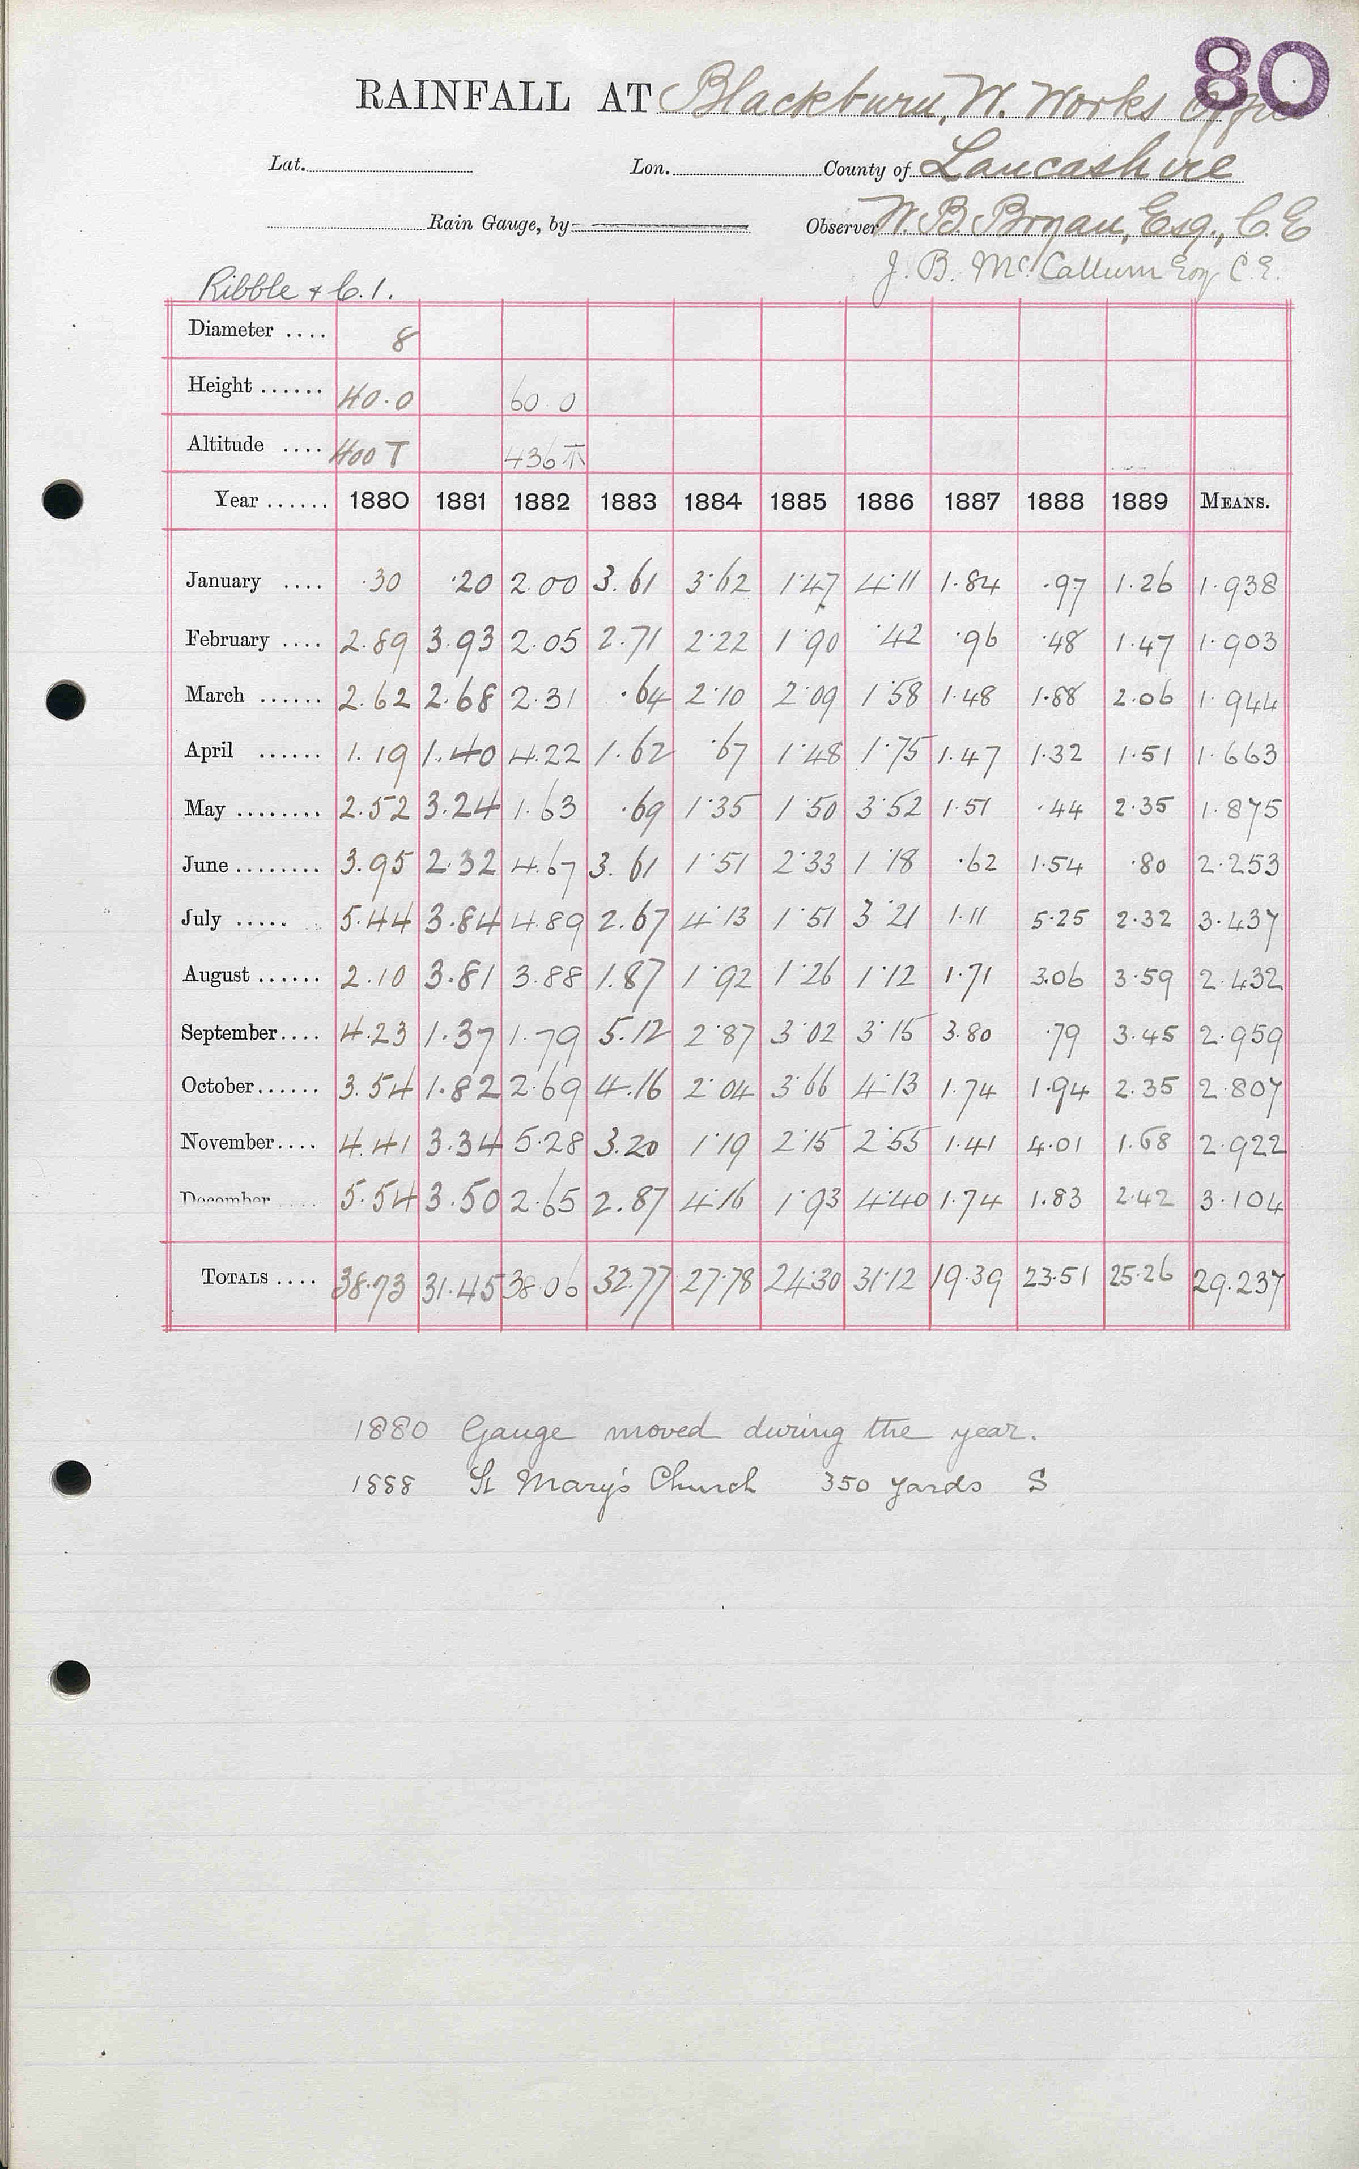 80
RAINFALL AT Blackburn, W. Works Office
Lat. Lon. County of Lancashire
Rain Gauge, by Observer W. B. Bryan, Esq., C.E
J. B. McCallum Esq C.E.
Ribble & C.1.
Diameter .... 8
Height ...... 40.0 60.0
Altitude .... 400 T 436
Year ...... 1880 1881 1882 1883 1884 1885 1886 1887 1888 1889 MEANS.
January .... .30 .20 2.00 3.61 3.62 1.47 4.11 1.84 .97 1.26 1.938
February .... 2.89 3.93 2.05 2.71 2.22 1.90 .42 .96 .48 1.47 1.903
March ...... 2.62 2.68 2.31 .64 2.10 2.09 1.58 1.48 1.88 2.06 1.944
April ...... 1.19 1.40 4.22 1.62 .67 1.48 1.75 1.47 1.32 1.51 1.663
May ........ 2.52 3.24 1.63 .69 1.35 1.50 3.52 1.51 .44 2.35 1.875
June ........ 3.95 2.32 4.67 3.61 1.51 2.33 1.18 .62 1.54 .80 2.253
July ..... 5.44 3.84 4.89 2.67 4.13 1.51 3.21 1.11 5.25 2.32 3.437
August ...... 2.10 3.81 3.88 1.87 1.92 1.26 1.12 1.71 3.06 3.59 2.432
September.... 4.23 1.37 1.79 5.12 2.87 3.02 3.15 3.80 .79 3.45 2.959
October...... 3.54 1.82 2.69 4.16 2.04 3.66 4.13 1.74 1.94 2.35 2.807
November.... 4.41 3.34 5.28 3.20 1.19 2.15 2.55 1.41 4.01 1.68 2.922
December .... 5.54 3.50 2.65 2.87 4.16 1.93 4.40 1.74 1.83 2.42 3.104
TOTALS .... 38.73 31.45 38.06 32.77 27.78 24.30 31.12 19.39 23.51 25.26 29.237
1880 Gauge moved during the year.
1888 St Mary's Church 350 yards S